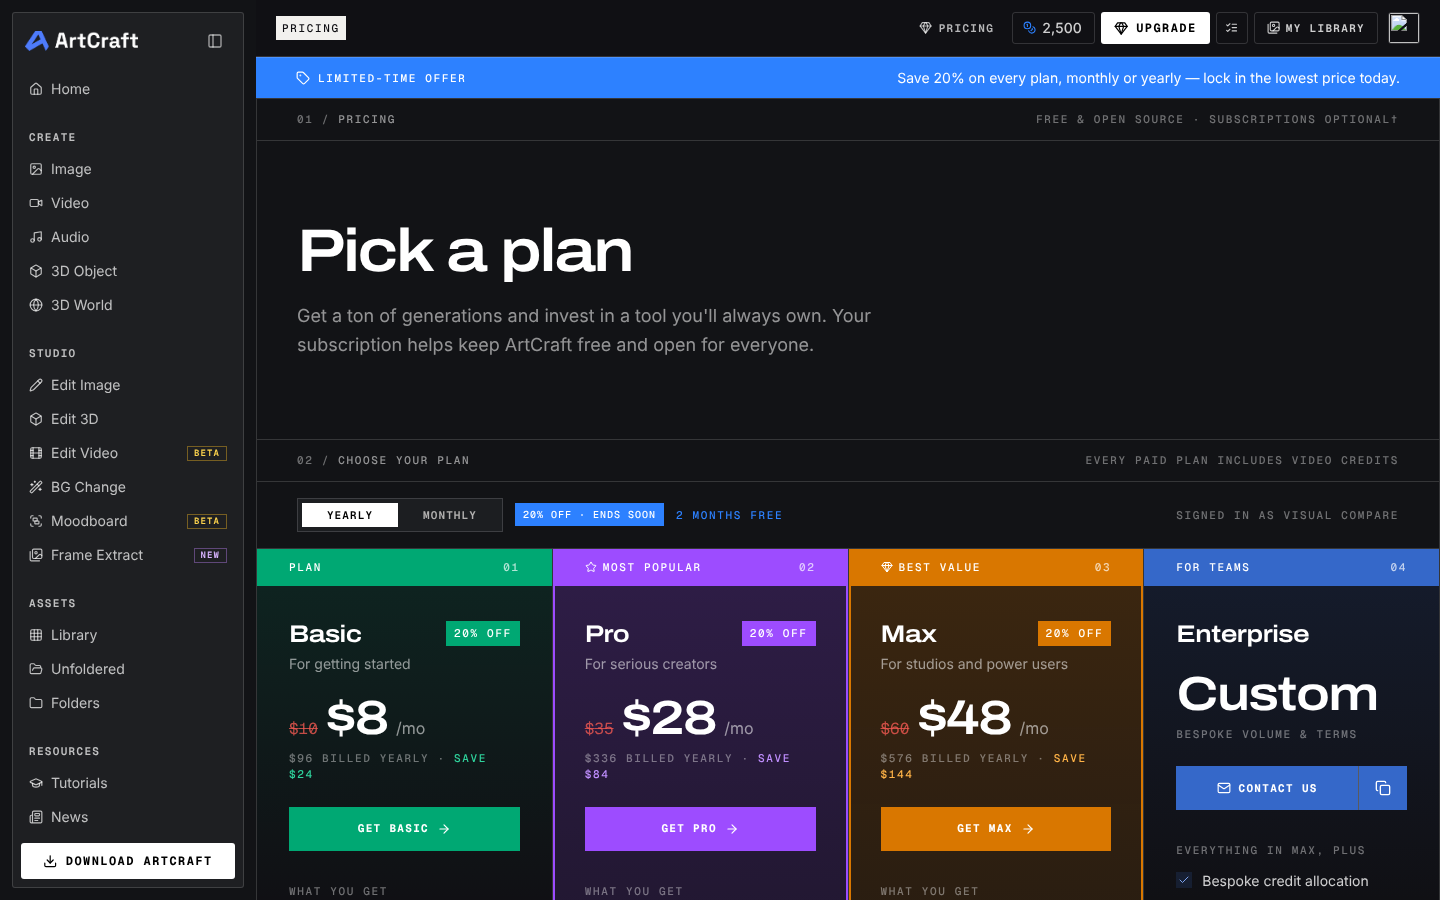 ArtCraft
Home
CREATE
Image
Video
Audio
3D Object
3D World
STUDIO
Edit Image
Edit 3D
Edit Video BETA
BG Change
Moodboard BETA
Frame Extract NEW
ASSETS
Library
Unfoldered
Folders
RESOURCES
Tutorials
News
DOWNLOAD ARTCRAFT
PRICING
PRICING 2,500 UPGRADE MY LIBRARY
LIMITED-TIME OFFER Save 20% on every plan, monthly or yearly — lock in the lowest price today.
01 / PRICING FREE & OPEN SOURCE · SUBSCRIPTIONS OPTIONAL†
Pick a plan
Get a ton of generations and invest in a tool you'll always own. Your
subscription helps keep ArtCraft free and open for everyone.
02 / CHOOSE YOUR PLAN EVERY PAID PLAN INCLUDES VIDEO CREDITS
YEARLY MONTHLY 20% OFF · ENDS SOON 2 MONTHS FREE SIGNED IN AS VISUAL COMPARE
PLAN 01
Basic 20% OFF
For getting started
$10 $8 /mo
$96 BILLED YEARLY · SAVE
$24
GET BASIC
WHAT YOU GET
MOST POPULAR 02
Pro 20% OFF
For serious creators
$35 $28 /mo
$336 BILLED YEARLY · SAVE
$84
GET PRO
WHAT YOU GET
BEST VALUE 03
Max 20% OFF
For studios and power users
$60 $48 /mo
$576 BILLED YEARLY · SAVE
$144
GET MAX
WHAT YOU GET
FOR TEAMS 04
Enterprise
Custom
BESPOKE VOLUME & TERMS
CONTACT US
EVERYTHING IN MAX, PLUS
Bespoke credit allocation